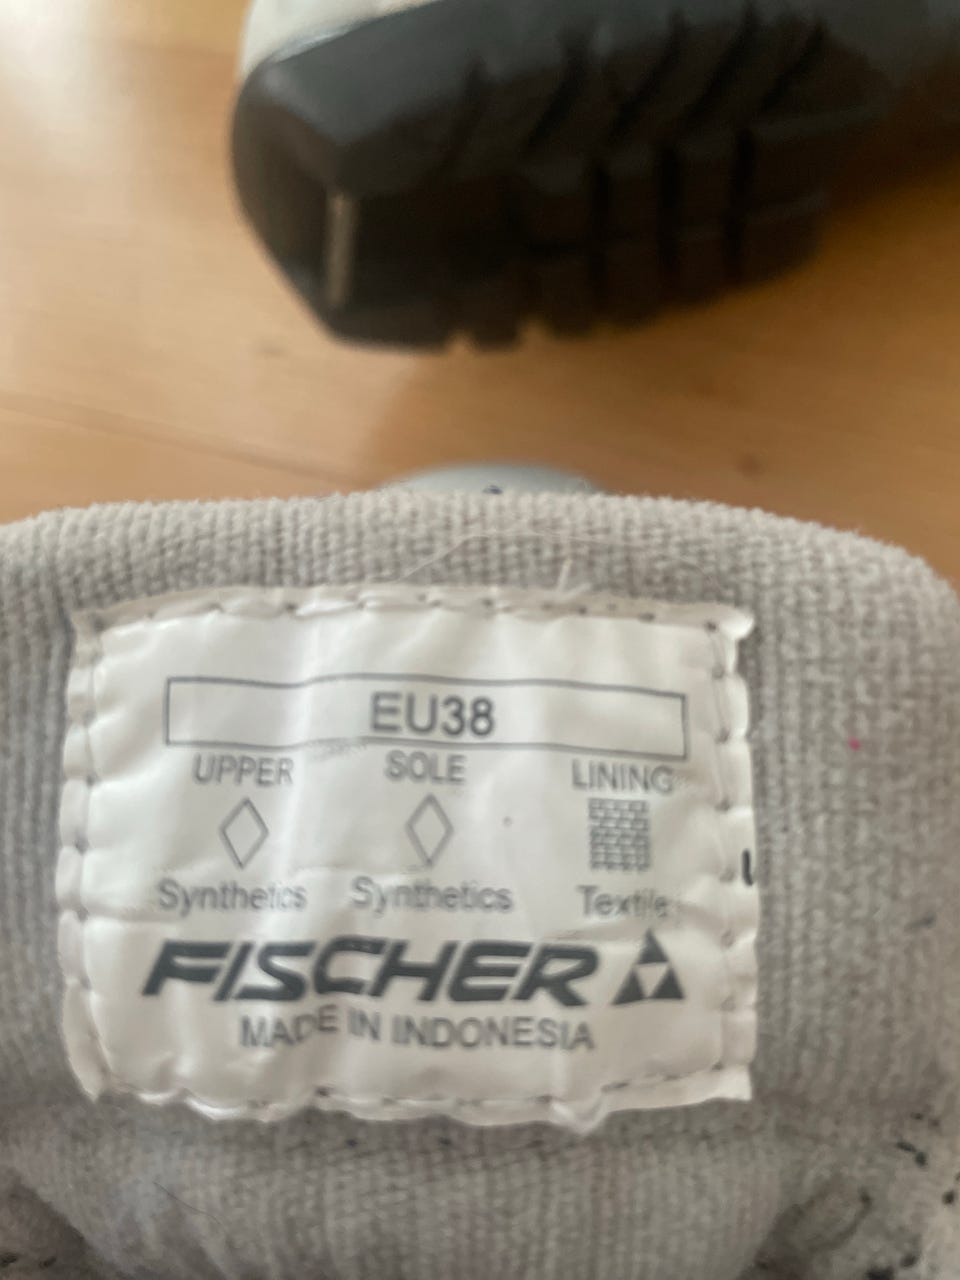 EU38
UPPER SOLE LINING
Synthetics Synthetics Textile
FISCHER
MADE IN INDONESIA